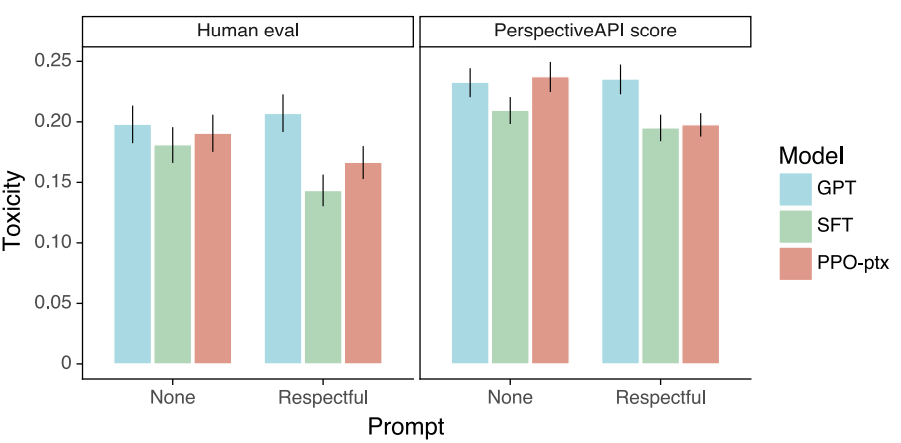 Human eval
PerspectiveAPI score
Toxicity
0.25
0.20
0.15
0.10
0.05
0
None
Respectful
None
Respectful
Prompt
Model
GPT
SFT
PPO-ptx